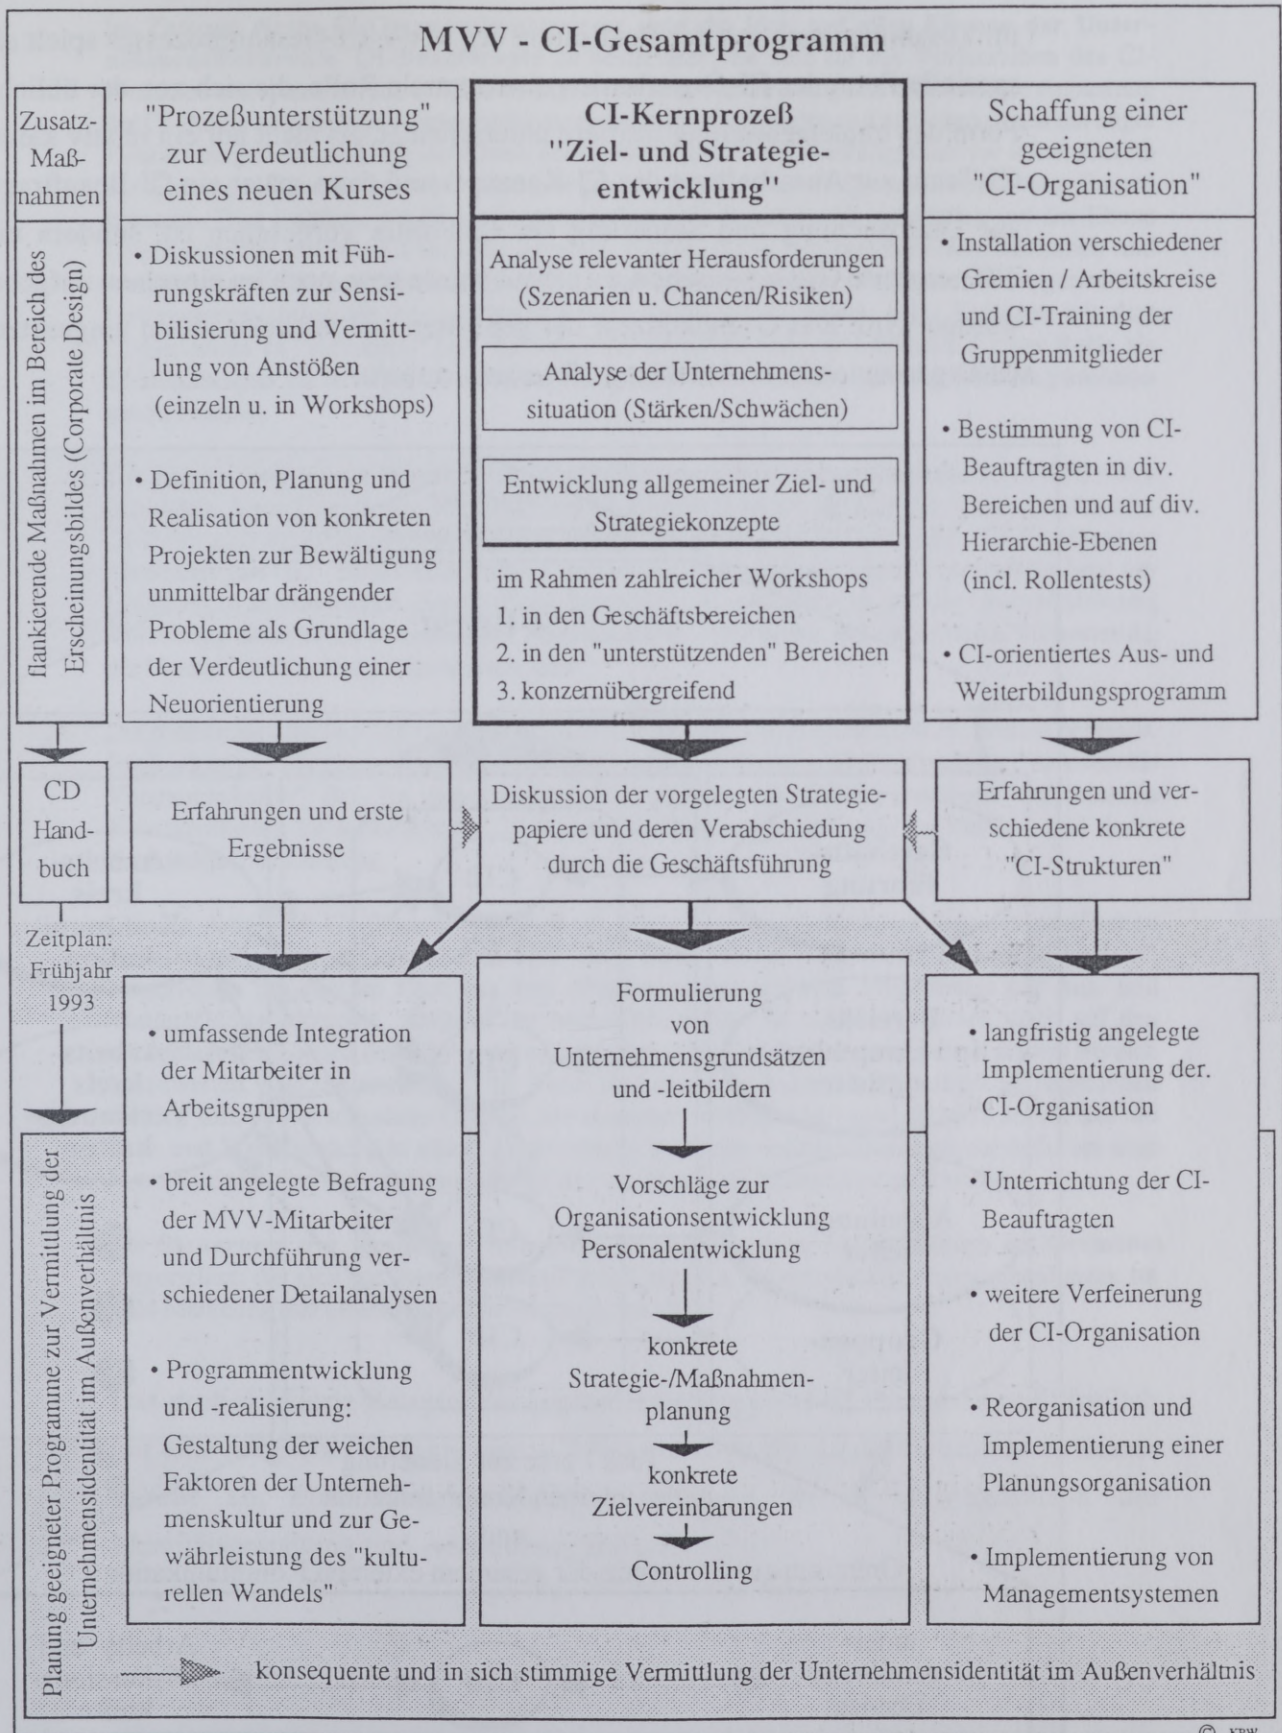 MVV - CI-Gesamtprogramm
Zusatz-
Maß-
nahmen
flankierende Maßnahmen im Bereich des
Erscheinungsbildes (Corporate Design)
CD
Hand-
buch
Zeitplan:
Frühjahr
1993
Planung geeigneter Programme zur Vermittlung der
Unternehmensidentität im Außenverhältnis
"Prozeßunterstützung"
zur Verdeutlichung
eines neuen Kurses
• Diskussionen mit Füh-
rungskräften zur Sensi-
bilisierung und Vermitt-
lung von Anstößen
(einzeln u. in Workshops)
• Definition, Planung und
Realisation von konkreten
Projekten zur Bewältigung
unmittelbar drängender
Probleme als Grundlage
der Verdeutlichung einer
Neuorientierung
Erfahrungen und erste
Ergebnisse
• umfassende Integration
der Mitarbeiter in
Arbeitsgruppen
• breit angelegte Befragung
der MVV-Mitarbeiter
und Durchführung ver-
schiedener Detailanalysen
• Programmentwicklung
und -realisierung:
Gestaltung der weichen
Faktoren der Unterneh-
menskultur und zur Ge-
währleistung des "kultu-
rellen Wandels"
CI-Kernprozeß
"Ziel- und Strategie-
entwicklung"
Analyse relevanter Herausforderungen
(Szenarien u. Chancen/Risiken)
Analyse der Unternehmens-
situation (Stärken/Schwächen)
Entwicklung allgemeiner Ziel- und
Strategiekonzepte
im Rahmen zahlreicher Workshops
1. in den Geschäftsbereichen
2. in den "unterstützenden" Bereichen
3. konzernübergreifend
Diskussion der vorgelegten Strategie-
papiere und deren Verabschiedung
durch die Geschäftsführung
Formulierung
von
Unternehmensgrundsätzen
und -leitbildern
Vorschläge zur
Organisationsentwicklung
Personalentwicklung
konkrete
Strategie-/Maßnahmen-
planung
konkrete
Zielvereinbarungen
Controlling
Schaffung einer
geeigneten
"CI-Organisation"
• Installation verschiedener
Gremien / Arbeitskreise
und CI-Training der
Gruppenmitglieder
• Bestimmung von CI-
Beauftragten in div.
Bereichen und auf div.
Hierarchie-Ebenen
(incl. Rollentests)
• CI-orientiertes Aus- und
Weiterbildungsprogramm
Erfahrungen und ver-
schiedene konkrete
"CI-Strukturen"
• langfristig angelegte
Implementierung der.
CI-Organisation
• Unterrichtung der CI-
Beauftragten
• weitere Verfeinerung
der CI-Organisation
• Reorganisation und
Implementierung einer
Planungsorganisation
• Implementierung von
Managementsystemen
konsequente und in sich stimmige Vermittlung der Unternehmensidentität im Außenverhältnis
©